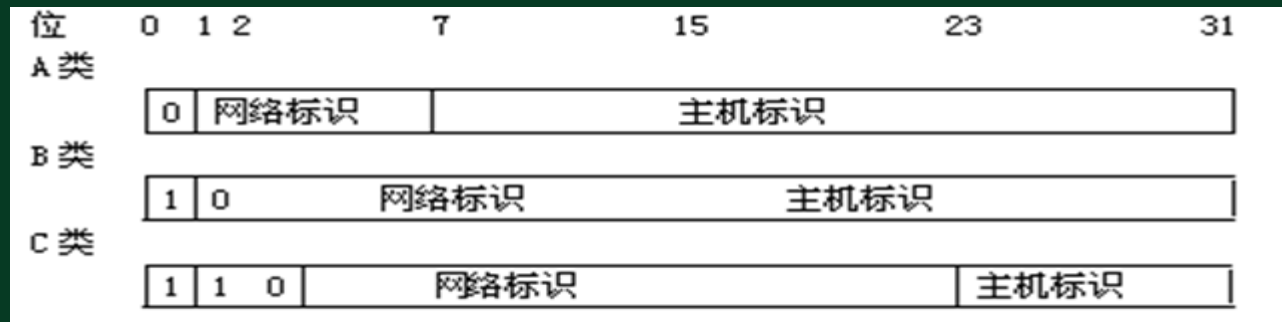 位 0 1 2 7 15 23 31
A类
0 网络标识 主机标识
B类
1 0 网络标识 主机标识
C类
1 1 0 网络标识 主机标识